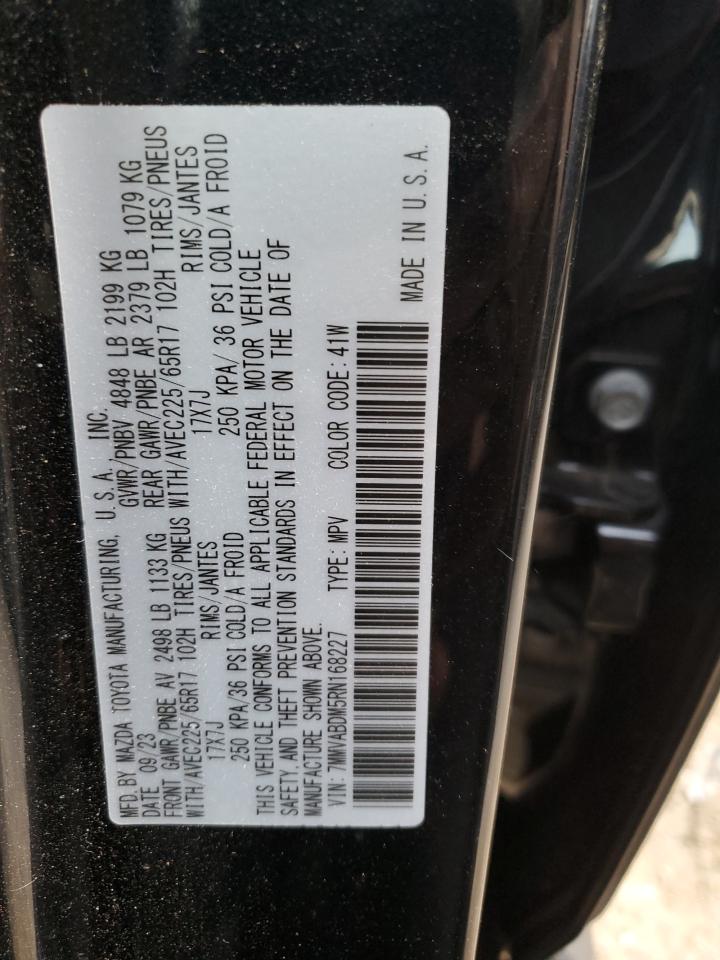 MFD.BY MAZDA TOYOTA MANUFACTURING, U.S.A. INC.
DATE 09/23 GVWR/PNBV 4848 LB 2199 KG
FRONT GAWR/PNBE AV 2498 LB 1133 KG REAR GAWR/PNBE AR 2379 LB 1079 KG
WITH/AVEC225/65R17 102H TIRES/PNEUS WITH/AVEC225/65R17 102H TIRES/PNEUS
17X7J RIMS/JANTES 17X7J RIMS/JANTES
250 KPA/36 PSI COLD/A FROID 250 KPA/ 36 PSI COLD/A FROID
THIS VEHICLE CONFORMS TO ALL APPLICABLE FEDERAL MOTOR VEHICLE
SAFETY AND THEFT PREVENTION STANDARDS IN EFFECT ON THE DATE OF
MANUFACTURE SHOWN ABOVE.
VIN: 7MMVABDM5RN168227 TYPE: MPV COLOR CODE: 41W
MADE IN U.S.A.